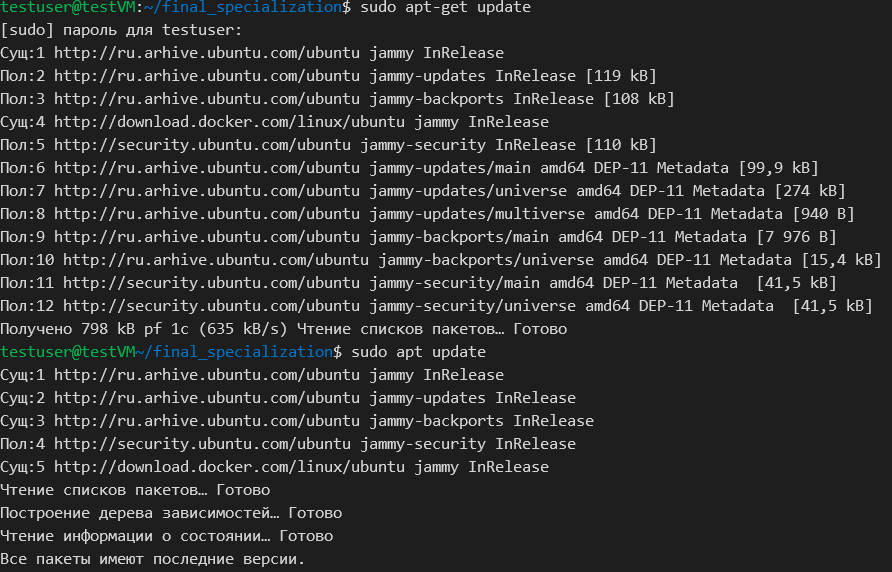 testuser@testVM:~/final_specialization$ sudo apt-get update
[sudo] пароль для testuser:
Сущ:1 http://ru.arhive.ubuntu.com/ubuntu jammy InRelease
Пол:2 http://ru.arhive.ubuntu.com/ubuntu jammy-updates InRelease [119 kB]
Пол:3 http://ru.arhive.ubuntu.com/ubuntu jammy-backports InRelease [108 kB]
Сущ:4 http://download.docker.com/linux/ubuntu jammy InRelease
Пол:5 http://security.ubuntu.com/ubuntu jammy-security InRelease [110 kB]
Пол:6 http://ru.arhive.ubuntu.com/ubuntu jammy-updates/main amd64 DEP-11 Metadata [99,9 kB]
Пол:7 http://ru.arhive.ubuntu.com/ubuntu jammy-updates/universe amd64 DEP-11 Metadata [274 kB]
Пол:8 http://ru.arhive.ubuntu.com/ubuntu jammy-updates/multiverse amd64 DEP-11 Metadata [940 B]
Пол:9 http://ru.arhive.ubuntu.com/ubuntu jammy-backports/main amd64 DEP-11 Metadata [7 976 B]
Пол:10 http://ru.arhive.ubuntu.com/ubuntu jammy-backports/universe amd64 DEP-11 Metadata [15,4 kB]
Пол:11 http://security.ubuntu.com/ubuntu jammy-security/main amd64 DEP-11 Metadata  [41,5 kB]
Пол:12 http://security.ubuntu.com/ubuntu jammy-security/universe amd64 DEP-11 Metadata  [41,5 kB]
Получено 798 kB pf 1c (635 kB/s) Чтение списков пакетов… Готово
testuser@testVM~/final_specialization$ sudo apt update
Сущ:1 http://ru.arhive.ubuntu.com/ubuntu jammy InRelease
Сущ:2 http://ru.arhive.ubuntu.com/ubuntu jammy-updates InRelease
Сущ:3 http://ru.arhive.ubuntu.com/ubuntu jammy-backports InRelease
Пол:4 http://security.ubuntu.com/ubuntu jammy-security InRelease
Сущ:5 http://download.docker.com/linux/ubuntu jammy InRelease
Чтение списков пакетов… Готово
Построение дерева зависимостей… Готово
Чтение информации о состоянии… Готово
Все пакеты имеют последние версии.